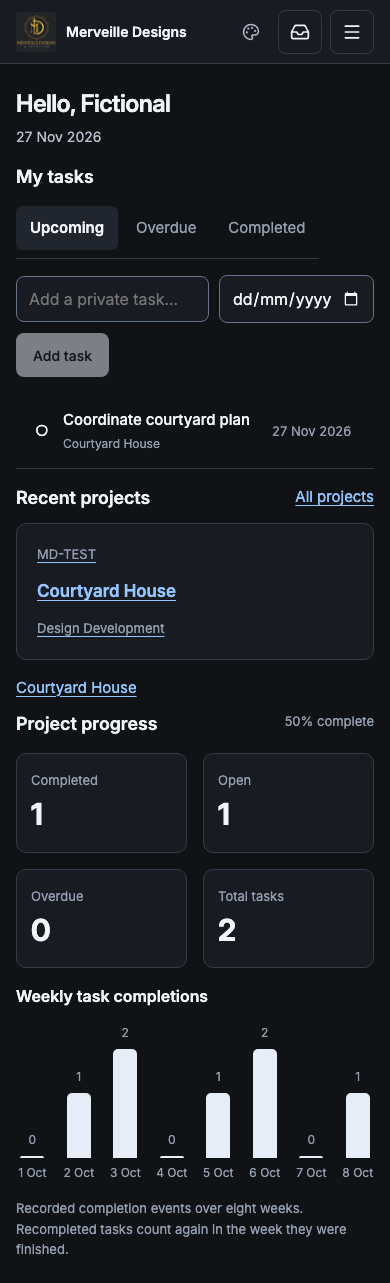 Merveille Designs
Hello, Fictional
27 Nov 2026
My tasks
Upcoming
Overdue
Completed
Add a private task...
dd/mm/yyyy
Add task
Coordinate courtyard plan
Courtyard House
27 Nov 2026
Recent projects
All projects
MD-TEST
Courtyard House
Design Development
Courtyard House
Project progress
50% complete
Completed
1
Open
1
Overdue
0
Total tasks
2
Weekly task completions
0
1
2
0
1
2
0
1
1 Oct
2 Oct
3 Oct
4 Oct
5 Oct
6 Oct
7 Oct
8 Oct
Recorded completion events over eight weeks.
Recompleted tasks count again in the week they were
finished.